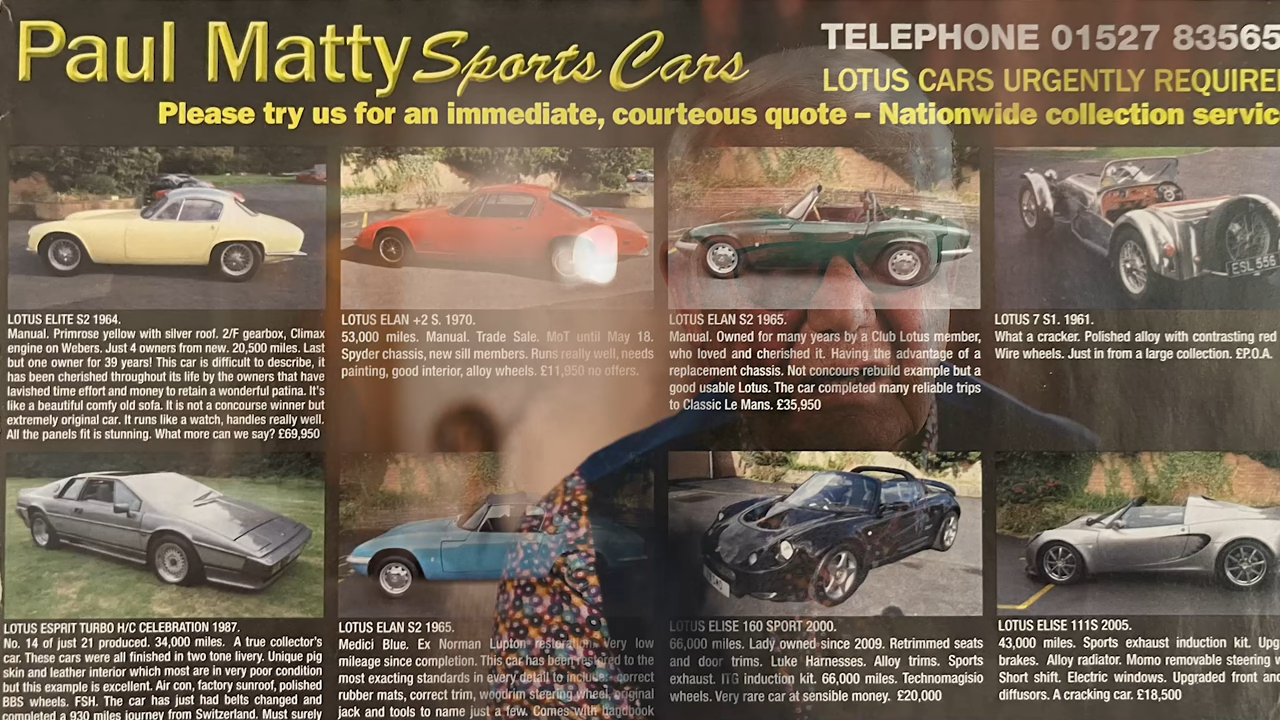 Paul Matty Sports Cars
TELEPHONE 01527 83565
LOTUS CARS URGENTLY REQUIRE
Please try us for an immediate, courteous quote – Nationwide collection servic
LOTUS ELITE S2 1964.
Manual. Primrose yellow with silver roof. 2/F gearbox, Climax
engine on Webers. Just 4 owners from new. 20,500 miles. Last
but one owner for 39 years! This car is difficult to describe, it
has been cherished throughout its life by the owners that have
lavished time effort and money to retain a wonderful patina. It's
like a beautiful comfy old sofa. It is not a concourse winner but
extremely original car. It runs like a watch, handles really well.
All the panels fit is stunning. What more can we say? £69,950
LOTUS ELAN +2 S. 1970.
53,000 miles. Manual. Trade Sale. MoT until May 18.
Spyder chassis, new sill members. Runs really well, needs
painting, good interior, alloy wheels. £11,950 no offers.
LOTUS ELAN S2 1965.
Manual. Owned for many years by a Club Lotus member,
who loved and cherished it. Having the advantage of a
replacement chassis. Not concours rebuild example but a
good usable Lotus. The car completed many reliable trips
to Classic Le Mans. £35,950
LOTUS 7 S1. 1961.
What a cracker. Polished alloy with contrasting red
Wire wheels. Just in from a large collection. £P.O.A.
ESL 556
LOTUS ESPRIT TURBO H/C CELEBRATION 1987.
No. 14 of just 21 produced. 34,000 miles. A true collector's
car. These cars were all finished in two tone livery. Unique pig
skin and leather interior which most are in very poor condition
but this example is excellent. Air con, factory sunroof, polished
BBS wheels. FSH. The car has just had belts changed and
completed a 930 miles journey from Switzerland. Must surely
LOTUS ELAN S2 1965.
Medici Blue. Ex Norman Lupton restoration. Very low
mileage since completion. This car has been restored to the
most exacting standards in every detail to include: correct
rubber mats, correct trim, woodrim steering wheel, original
jack and tools to name just a few. Comes with handbook
LOTUS ELISE 160 SPORT 2000.
66,000 miles. Lady owned since 2009. Retrimmed seats
and door trims. Luke Harnesses. Alloy trims. Sports
exhaust. ITG induction kit. 66,000 miles. Technomagisio
wheels. Very rare car at sensible money. £20,000
LOTUS ELISE 111S 2005.
43,000 miles. Sports exhaust induction kit. Upg
brakes. Alloy radiator. Momo removable steering w
Short shift. Electric windows. Upgraded front and
diffusors. A cracking car. £18,500